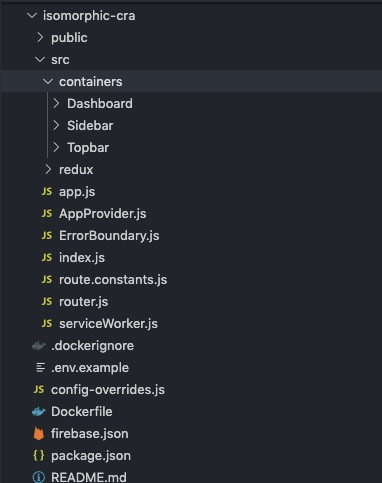 isomorphic-cra
public
src
containers
Dashboard
Sidebar
Topbar
redux
JS app.js
JS AppProvider.js
JS ErrorBoundary.js
JS index.js
JS route.constants.js
JS router.js
JS serviceWorker.js
.dockerignore
.env.example
JS config-overrides.js
Dockerfile
firebase.json
{} package.json
README.md